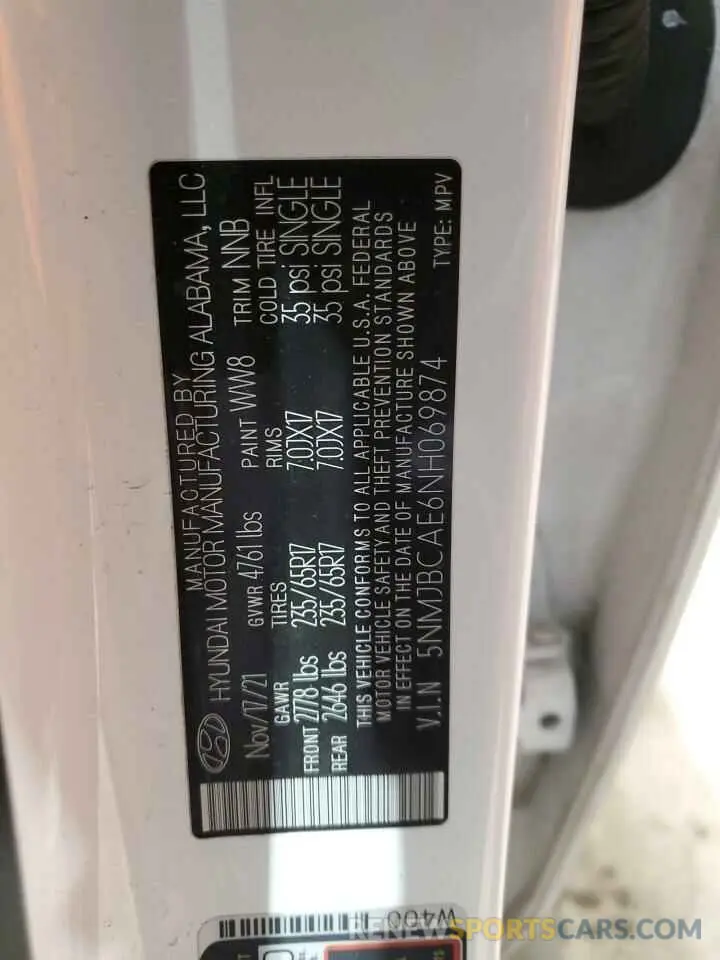 MANUFACTURED BY
HYUNDAI MOTOR MANUFACTURING ALABAMA, LLC
Nov/17/21 GVWR 4761 lbs PAINT WW8 TRIM NNB
GAWR TIRES RIMS COLD TIRE INFL
FRONT 2778 lbs 235/65R17 7.0JX17 35 psi SINGLE
REAR 2646 lbs 235/65R17 7.0JX17 35 psi SINGLE
THIS VEHICLE CONFORMS TO ALL APPLICABLE U.S.A. FEDERAL
MOTOR VEHICLE SAFETY AND THEFT PREVENTION STANDARDS
IN EFFECT ON THE DATE OF MANUFACTURE SHOWN ABOVE
V.I.N 5NMJBCAE6NH069874 TYPE: MPV
W400
RENEWSPORTSCARS.COM